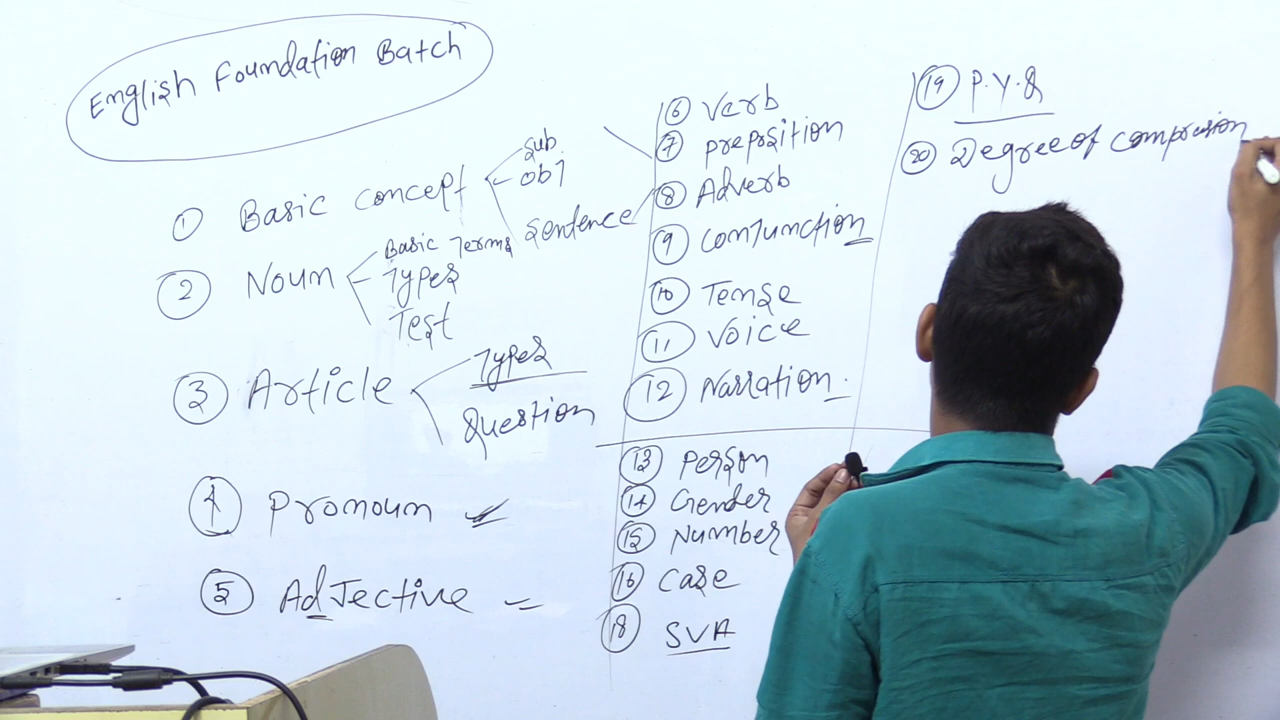 English Foundation Batch
① Basic concept
sub
obj
sentence
② Noun
Basic Terms
Types
Test
③ Article
Types
Question
④ Pronoun
⑤ Adjective
⑥ Verb
⑦ preprsition
⑧ Adverb
⑨ conjunction
⑩ Tense
⑪ Voice
⑫ Narration.
⑬ Person
⑭ Gender
⑮ Number
⑯ case
⑱ SVA
⑲ P.Y.Q
⑳ Degree of comprasion